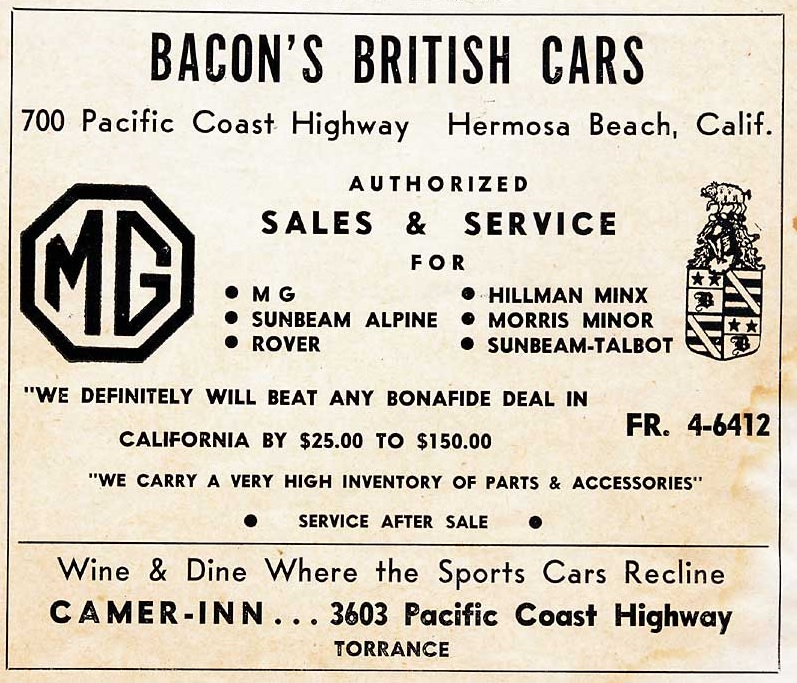 BACON'S BRITISH CARS
700 Pacific Coast Highway Hermosa Beach, Calif.
AUTHORIZED
SALES & SERVICE
FOR
MG
• M G
• SUNBEAM ALPINE
• ROVER
• HILLMAN MINX
• MORRIS MINOR
• SUNBEAM-TALBOT
B
B
"WE DEFINITELY WILL BEAT ANY BONAFIDE DEAL IN
CALIFORNIA BY $25.00 TO $150.00
FR. 4-6412
"WE CARRY A VERY HIGH INVENTORY OF PARTS & ACCESSORIES"
• SERVICE AFTER SALE •
Wine & Dine Where the Sports Cars Recline
CAMER-INN... 3603 Pacific Coast Highway
TORRANCE